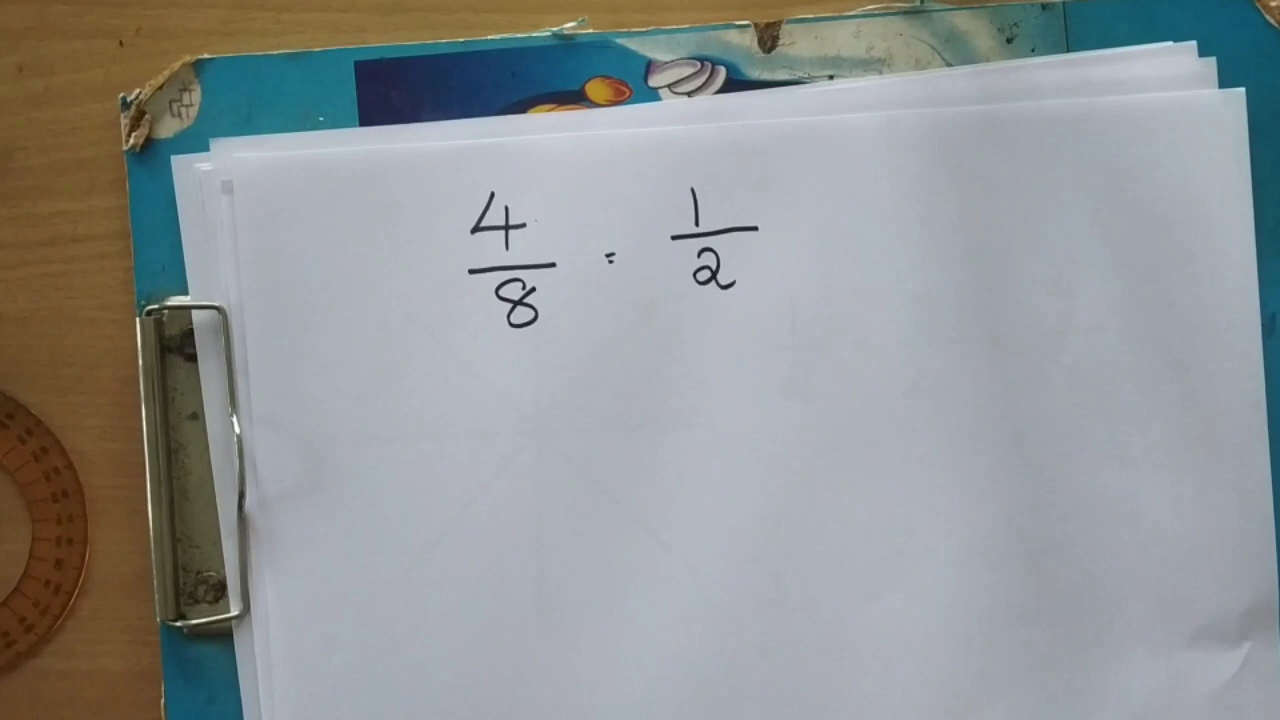 4/8 = 1/2